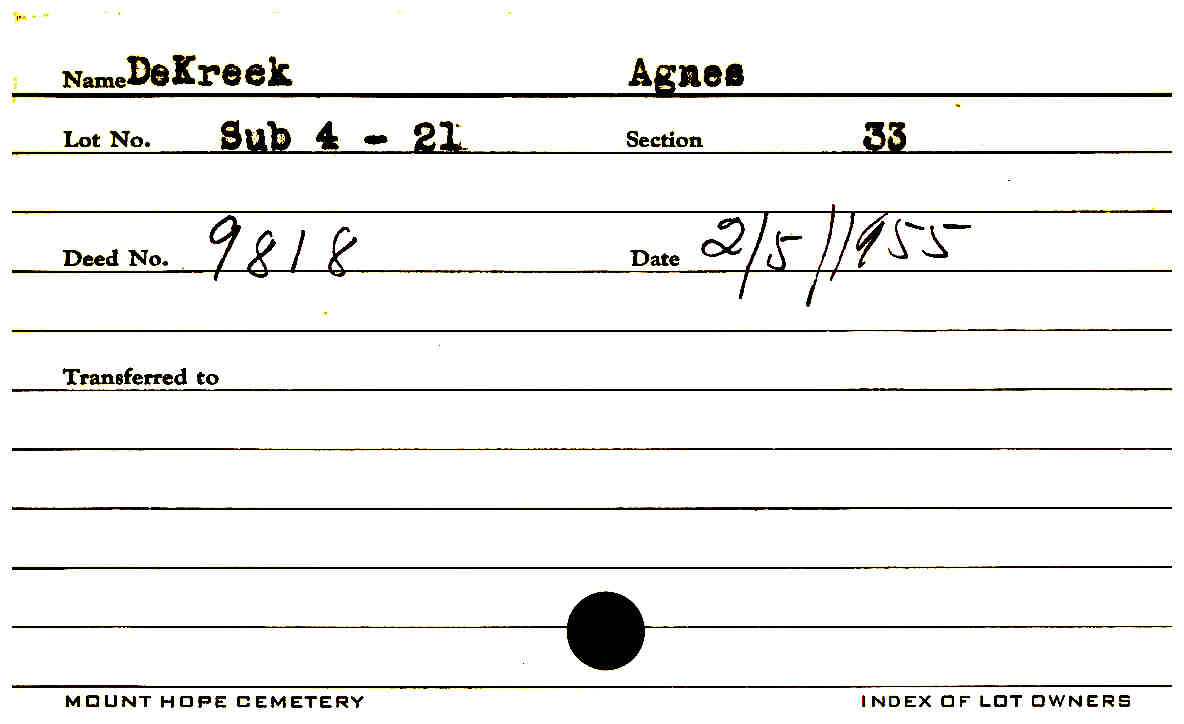 Name DeKreek Agnes
Lot No. Sub 4 - 21 Section 33
Deed No. 9818 Date 2/5/1955
Transferred to
MOUNT HOPE CEMETERY INDEX OF LOT OWNERS